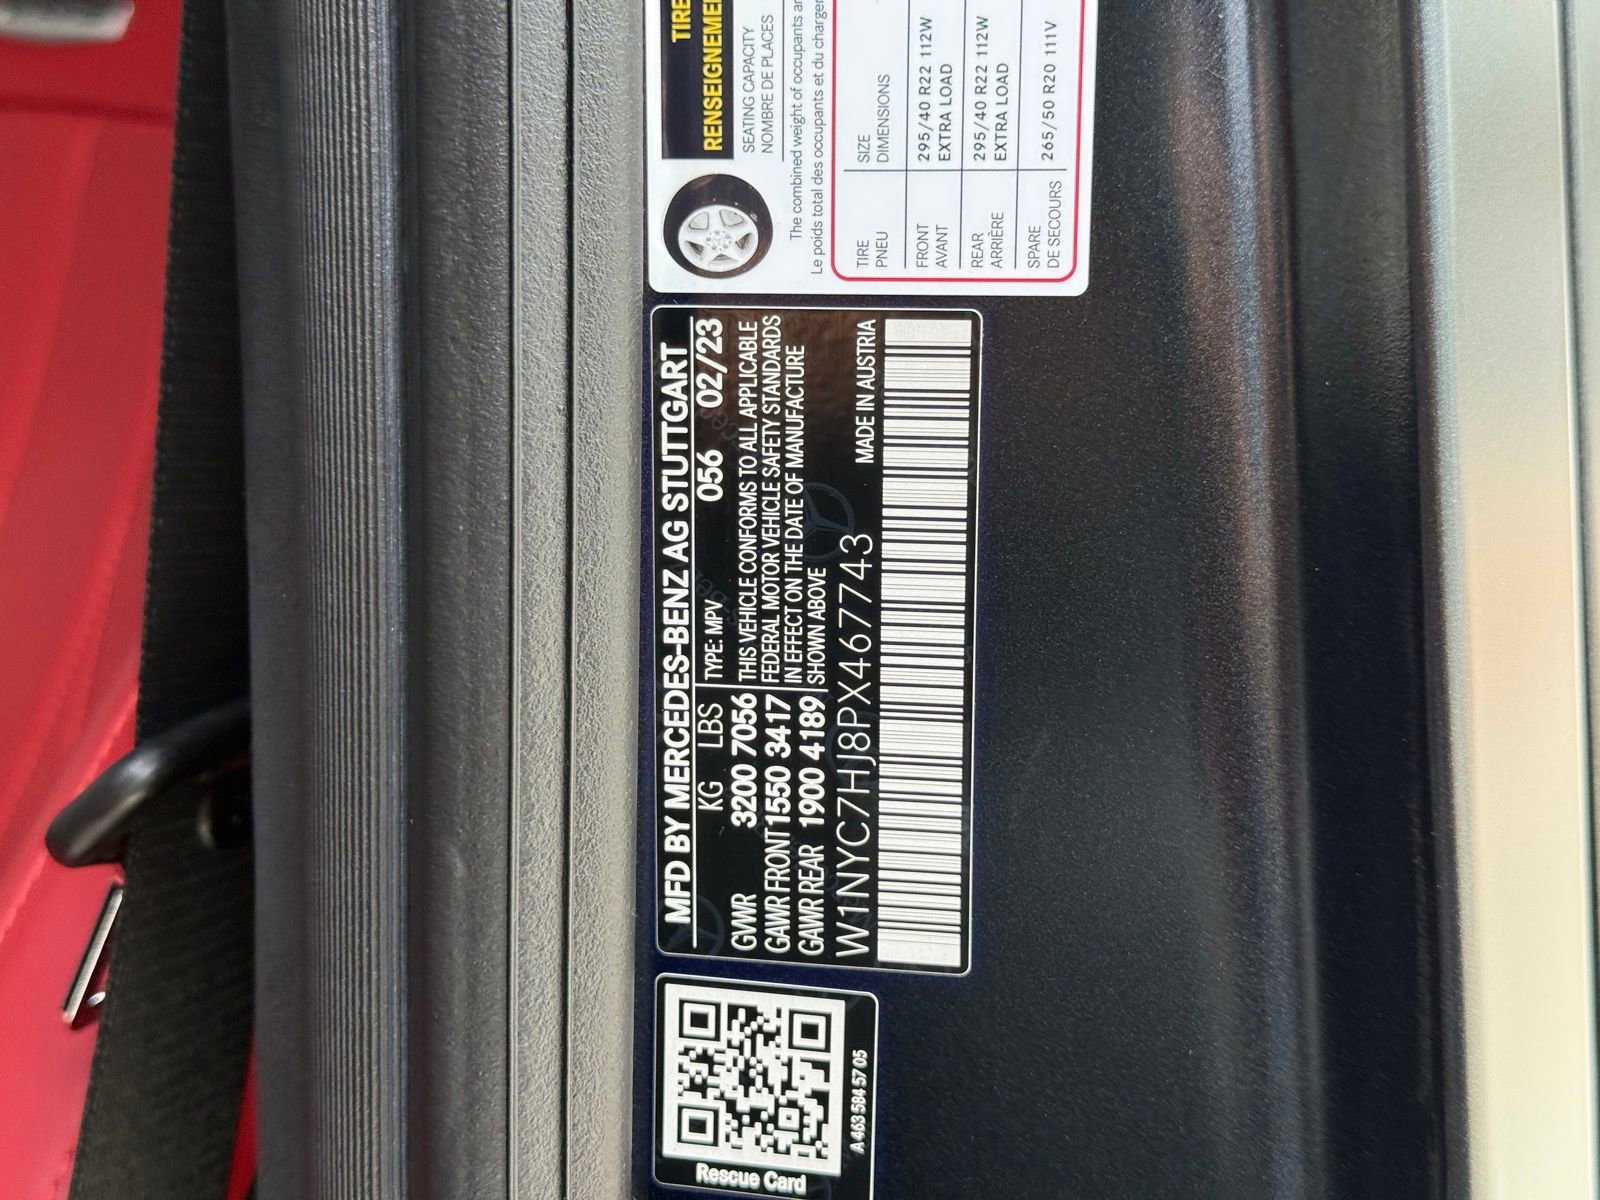 MFD BY MERCEDES-BENZ AG STUTTGART
KG LBS TYPE: MPV 056 02/23
GVWR 3200 7056 THIS VEHICLE CONFORMS TO ALL APPLICABLE
GAWR FRONT 1550 3417 FEDERAL MOTOR VEHICLE SAFETY STANDARDS
IN EFFECT ON THE DATE OF MANUFACTURE
GAWR REAR 1900 4189 SHOWN ABOVE
W1NYC7HJ8PX467743 MADE IN AUSTRIA
Rescue Card
A 463 584 57 05
TIRE
RENSEIGNEMEN
SEATING CAPACITY
NOMBRE DE PLACES
The combined weight of occupants an
Le poids total des occupants et du charger
TIRE SIZE
PNEU DIMENSIONS
FRONT 295/40 R22 112W
AVANT EXTRA LOAD
REAR 295/40 R22 112W
ARRIÈRE EXTRA LOAD
SPARE 265/50 R20 111V
DE SECOURS